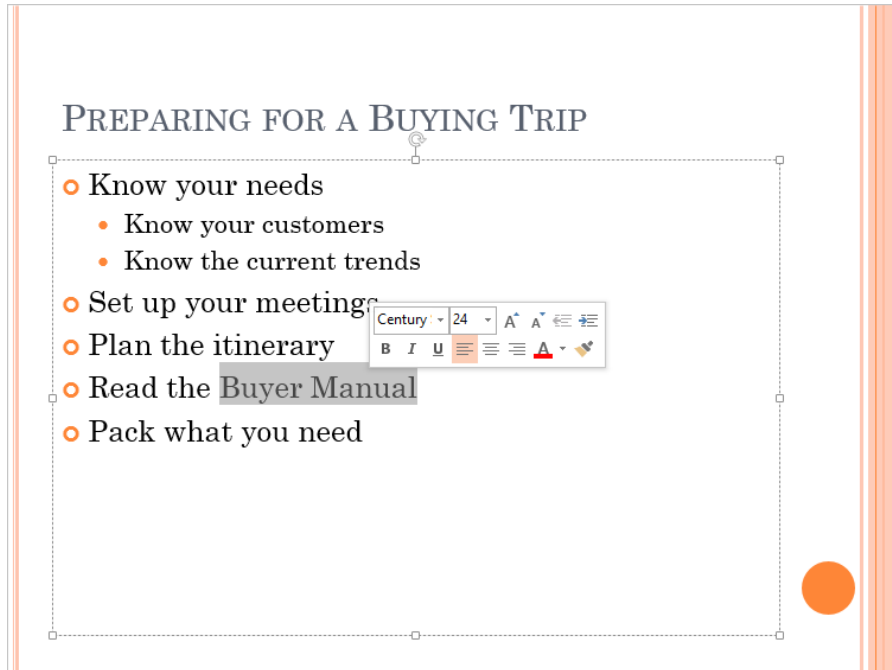 Preparing for a Buying Trip
Know your needs
Know your customers
Know the current trends
Set up your meetings
Century 24 A A
Plan the itinerary
B I U A
Read the Buyer Manual
Pack what you need